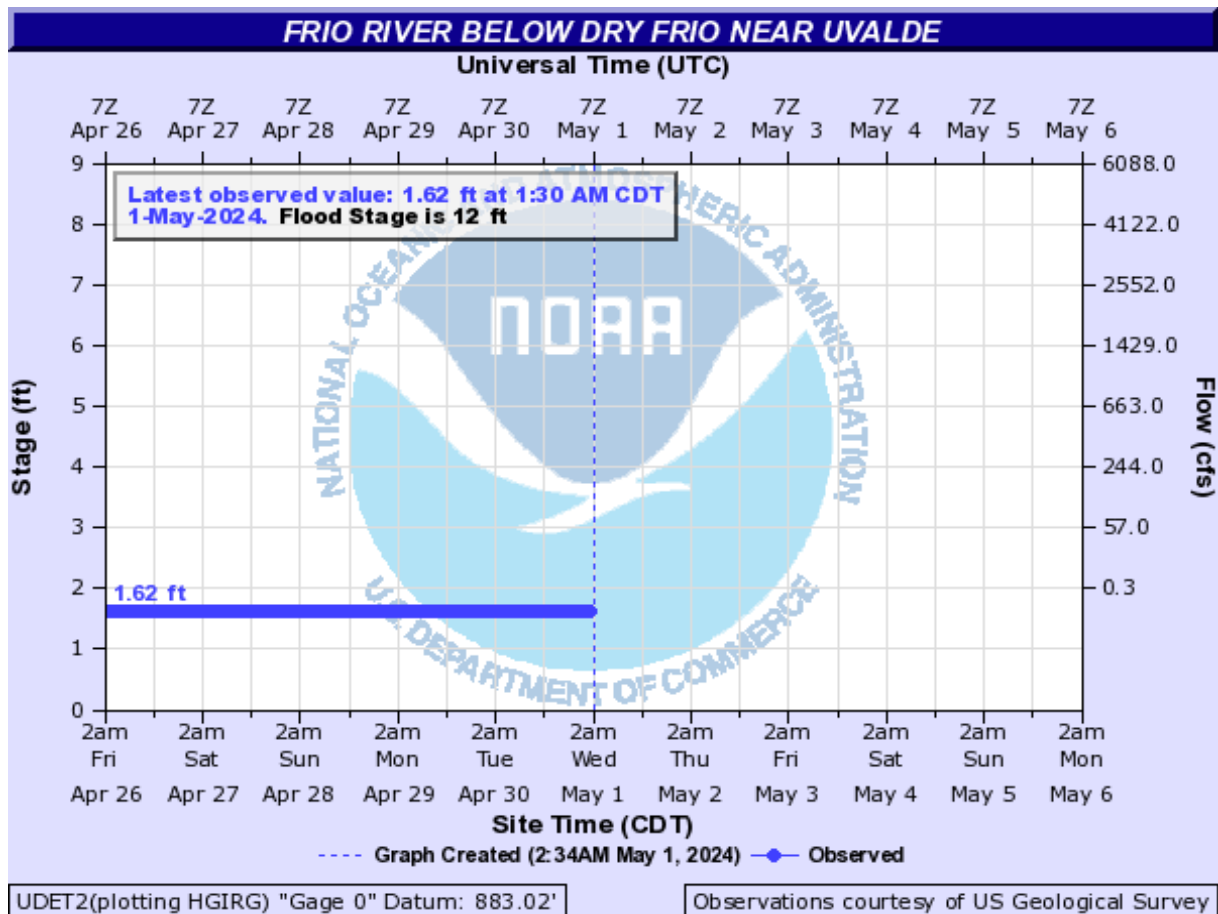 FRIO RIVER BELOW DRY FRIO NEAR UVALDE
Universal Time (UTC)
7Z 7Z 7Z 7Z 7Z 7Z 7Z 7Z 7Z 7Z 7Z
Apr 26 Apr 27 Apr 28 Apr 29 Apr 30 May 1 May 2 May 3 May 4 May 5 May 6
Latest observed value: 1.62 ft at 1:30 AM CDT
1-May-2024. Flood Stage is 12 ft
9 6088.0
8 4122.0
7 2552.0
6 1429.0
5 663.0
4 244.0
3 57.0
2 0.3
1
0
Stage (ft)
Flow (cfs)
NATIONAL OCEANIC AND ATMOSPHERIC ADMINISTRATION
NOAA
U.S. DEPARTMENT OF COMMERCE
1.62 ft
2am 2am 2am 2am 2am 2am 2am 2am 2am 2am 2am
Fri Sat Sun Mon Tue Wed Thu Fri Sat Sun Mon
Apr 26 Apr 27 Apr 28 Apr 29 Apr 30 May 1 May 2 May 3 May 4 May 5 May 6
Site Time (CDT)
Graph Created (2:34AM May 1, 2024) Observed
UDET2(plotting HGIRG) "Gage 0" Datum: 883.02'
Observations courtesy of US Geological Survey